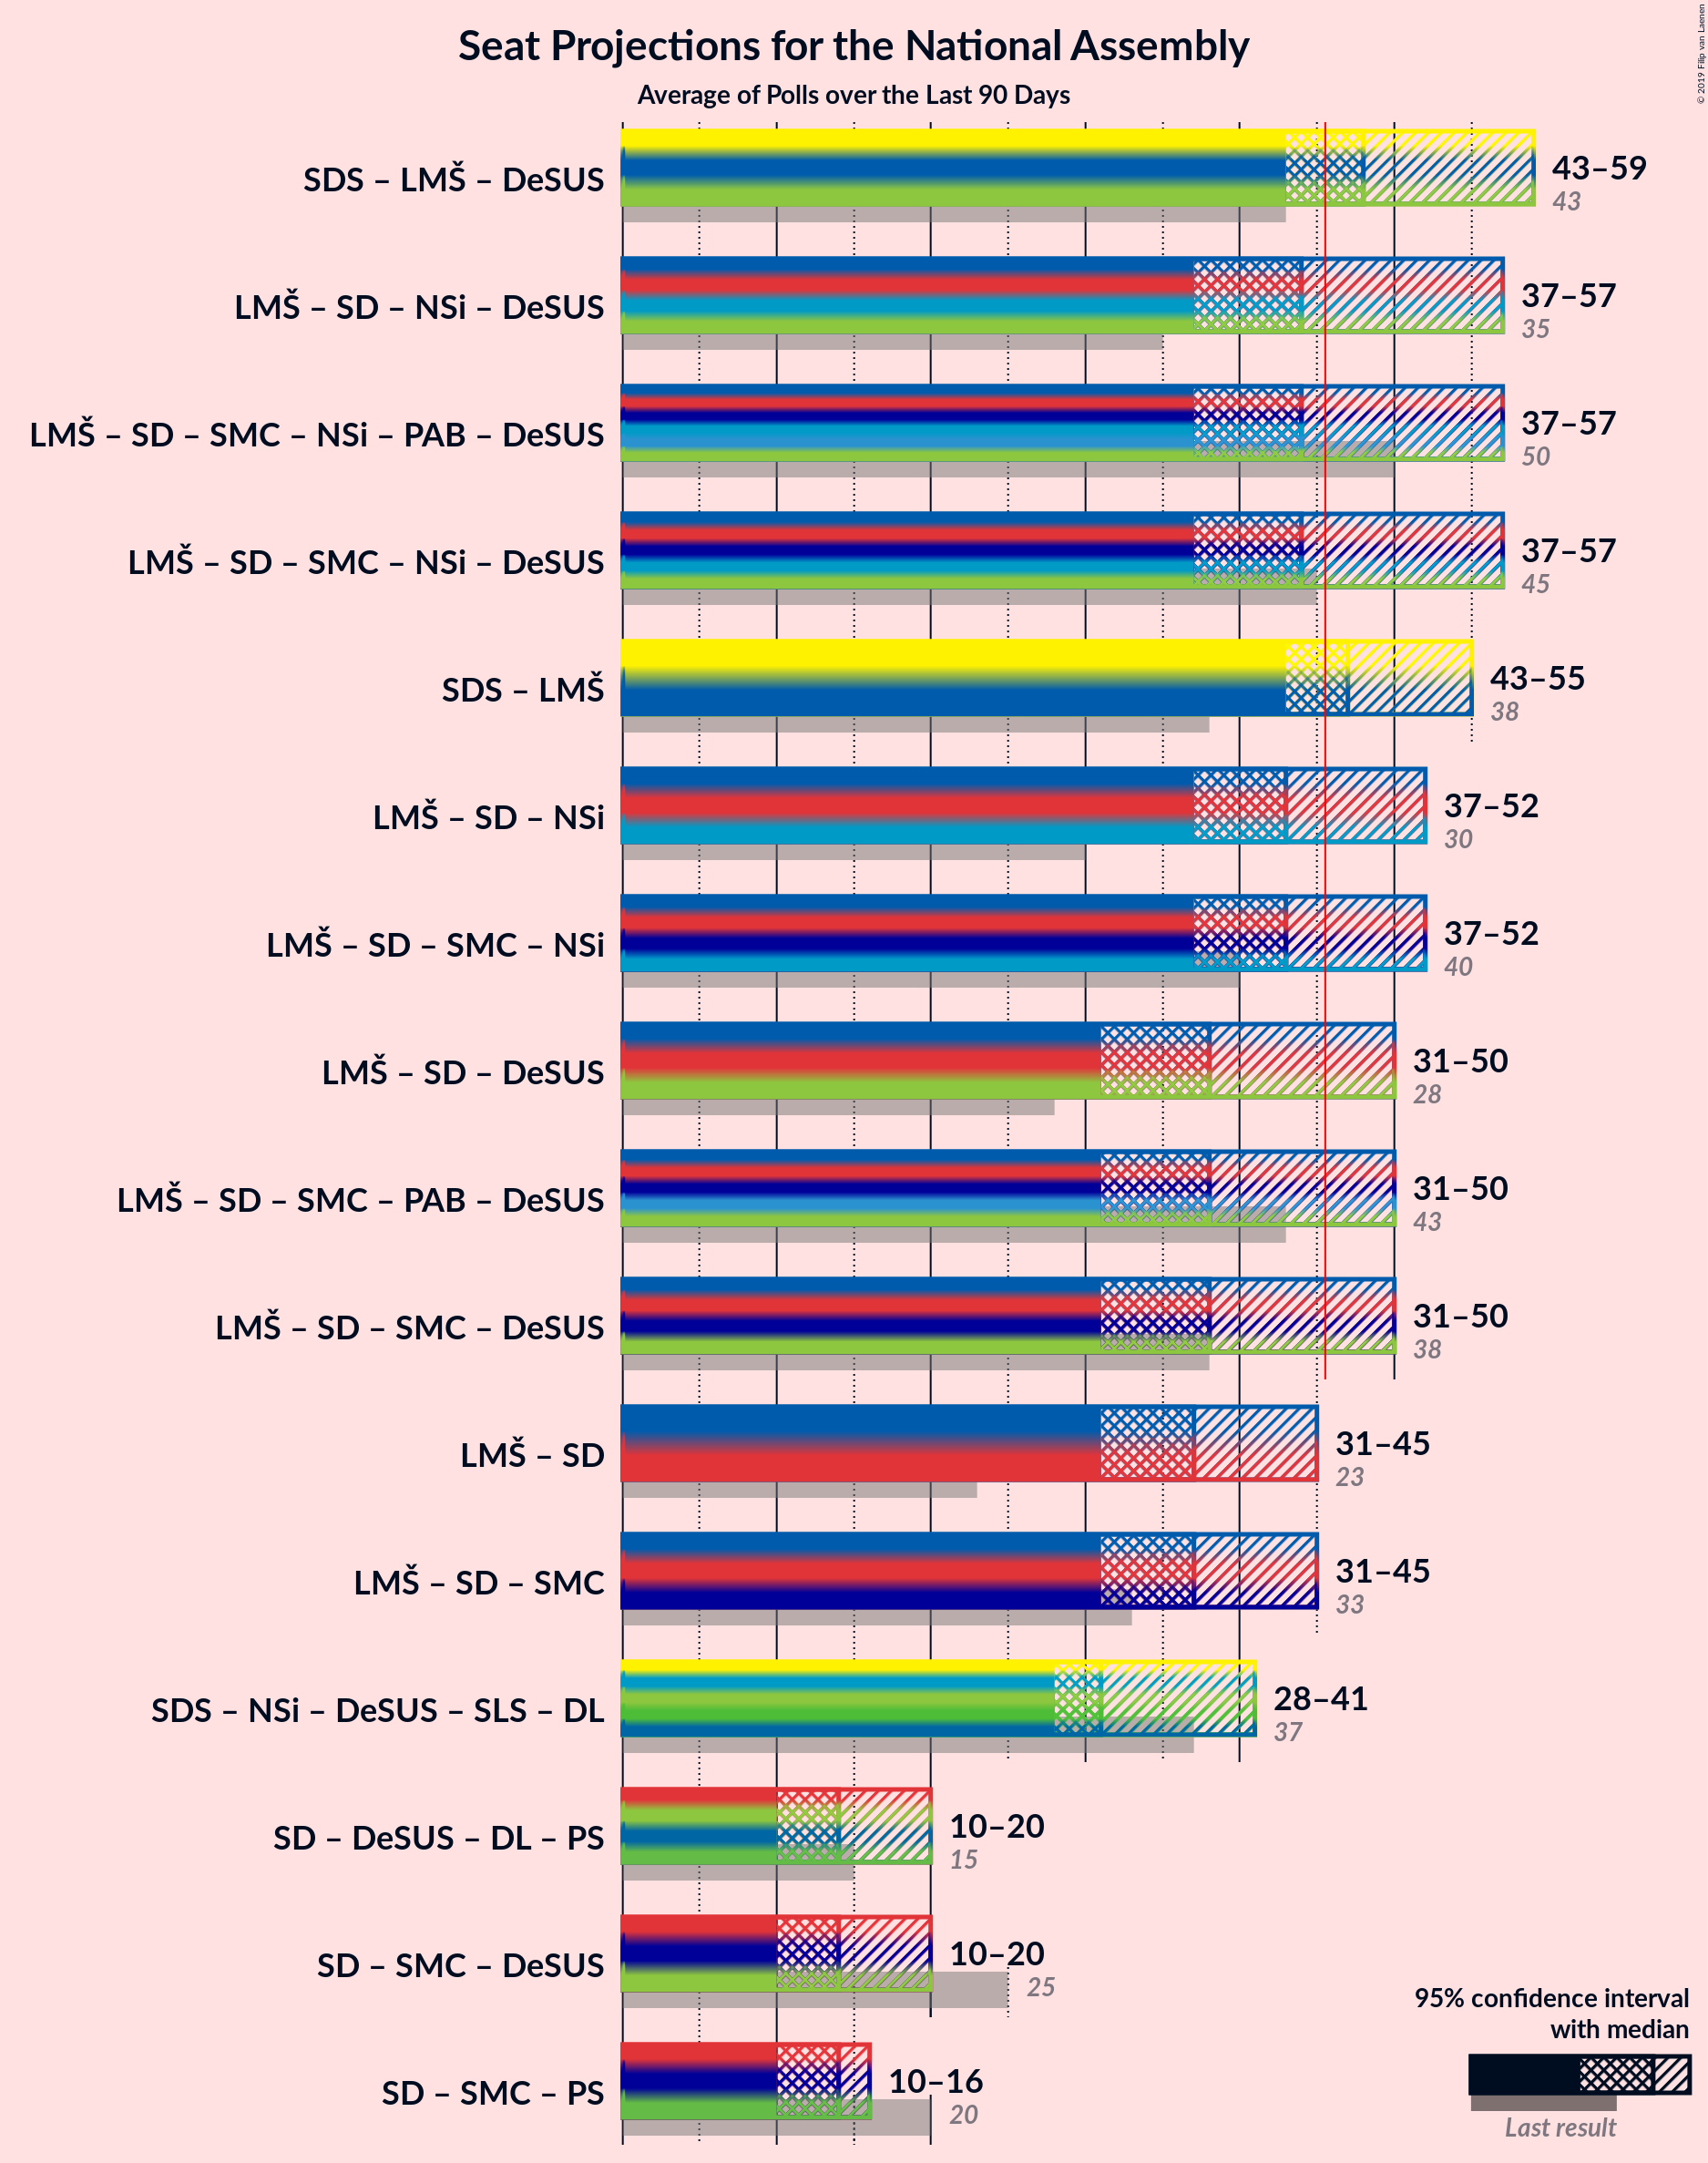 Seat Projections for the National Assembly
Average of Polls over the Last 90 Days
© 2019 Filip van Laenen
SDS – LMŠ – DeSUS
43–59
43
LMŠ – SD – NSi – DeSUS
37–57
35
LMŠ – SD – SMC – NSi – PAB – DeSUS
37–57
50
LMŠ – SD – SMC – NSi – DeSUS
37–57
45
SDS – LMŠ
43–55
38
LMŠ – SD – NSi
37–52
30
LMŠ – SD – SMC – NSi
37–52
40
LMŠ – SD – DeSUS
31–50
28
LMŠ – SD – SMC – PAB – DeSUS
31–50
43
LMŠ – SD – SMC – DeSUS
31–50
38
LMŠ – SD
31–45
23
LMŠ – SD – SMC
31–45
33
SDS – NSi – DeSUS – SLS – DL
28–41
37
SD – DeSUS – DL – PS
10–20
15
SD – SMC – DeSUS
10–20
25
SD – SMC – PS
10–16
20
95% confidence interval
with median
Last result